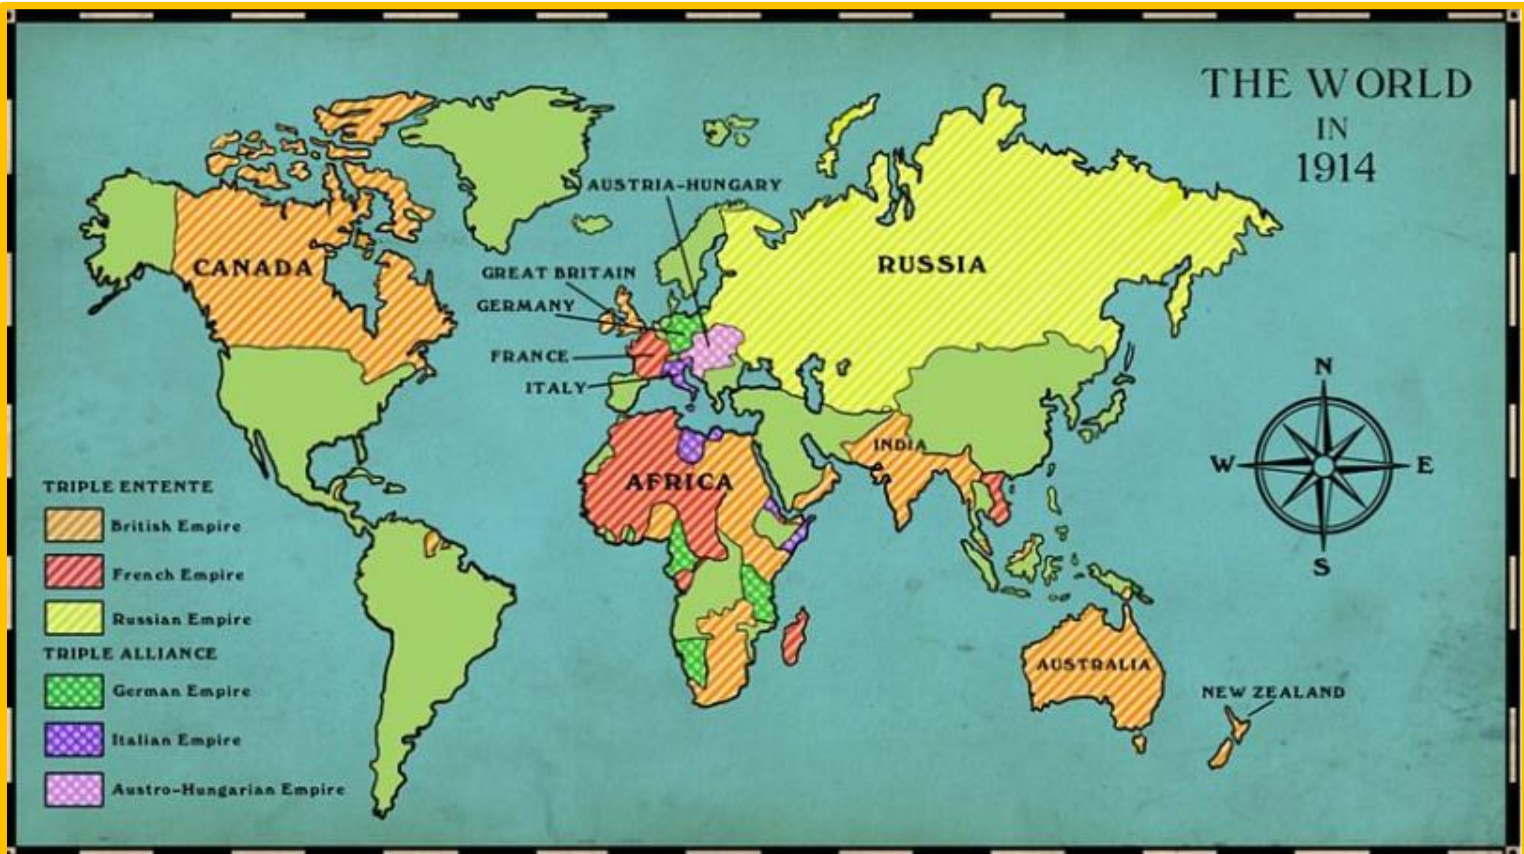 THE WORLD
IN
1914
AUSTRIA-HUNGARY
CANADA
RUSSIA
GREAT BRITAIN
GERMANY
FRANCE
ITALY
INDIA
AFRICA
N
W
E
S
TRIPLE ENTENTE
British Empire
French Empire
Russian Empire
TRIPLE ALLIANCE
German Empire
Italian Empire
Austro-Hungarian Empire
AUSTRALIA
NEW ZEALAND